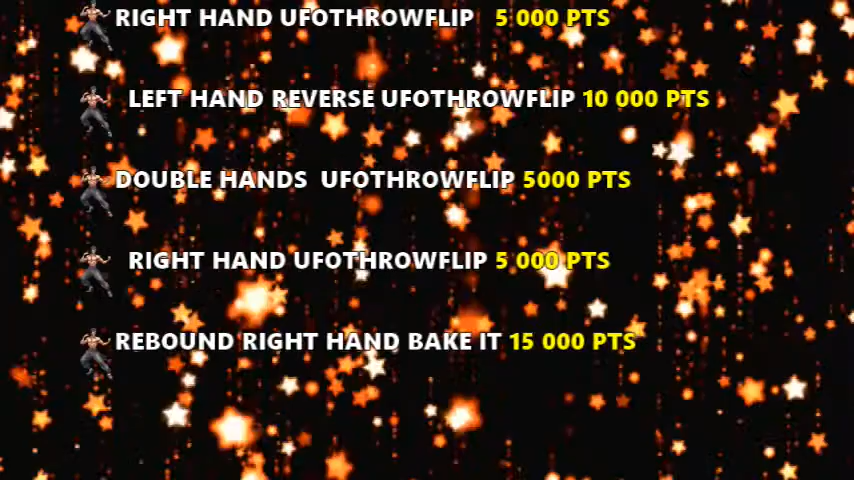 RIGHT HAND UFOTHROWFLIP 5 000 PTS
LEFT HAND REVERSE UFOTHROWFLIP 10 000 PTS
DOUBLE HANDS UFOTHROWFLIP 5000 PTS
RIGHT HAND UFOTHROWFLIP 5 000 PTS
REBOUND RIGHT HAND BAKE IT 15 000 PTS